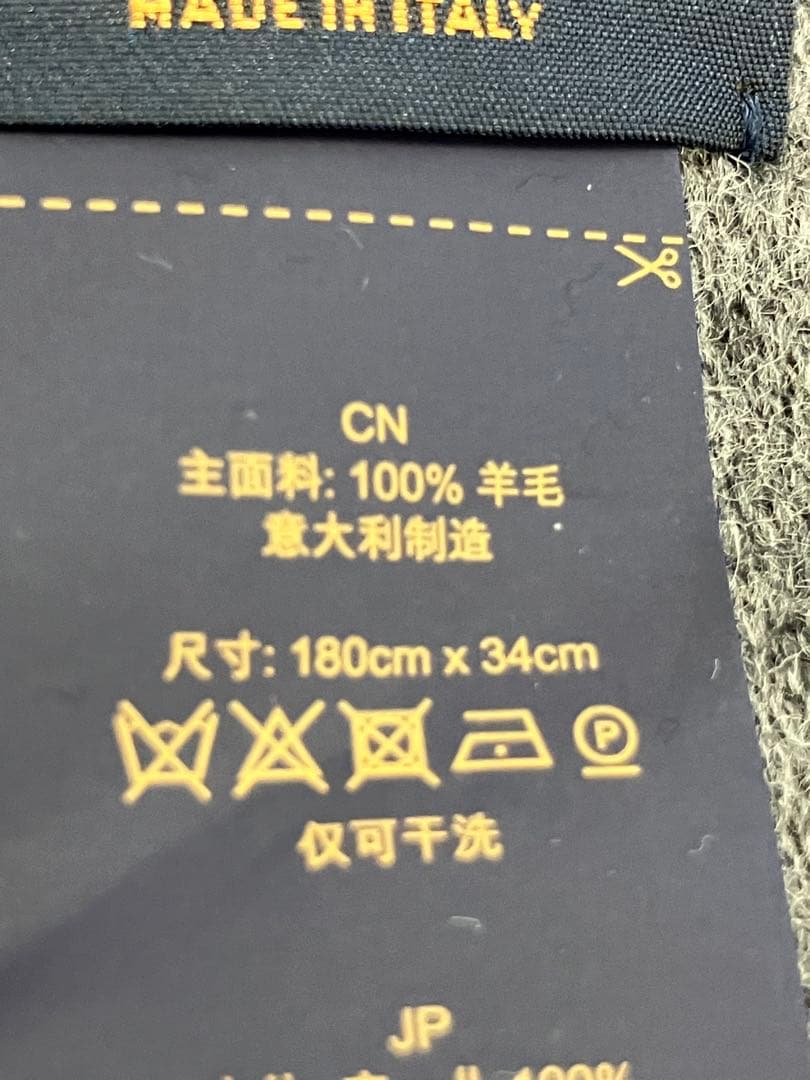 MADE IN ITALY
CN
主面料: 100% 羊毛
意大利制造
尺寸: 180cm x 34cm
P
仅可干洗
JP
100%